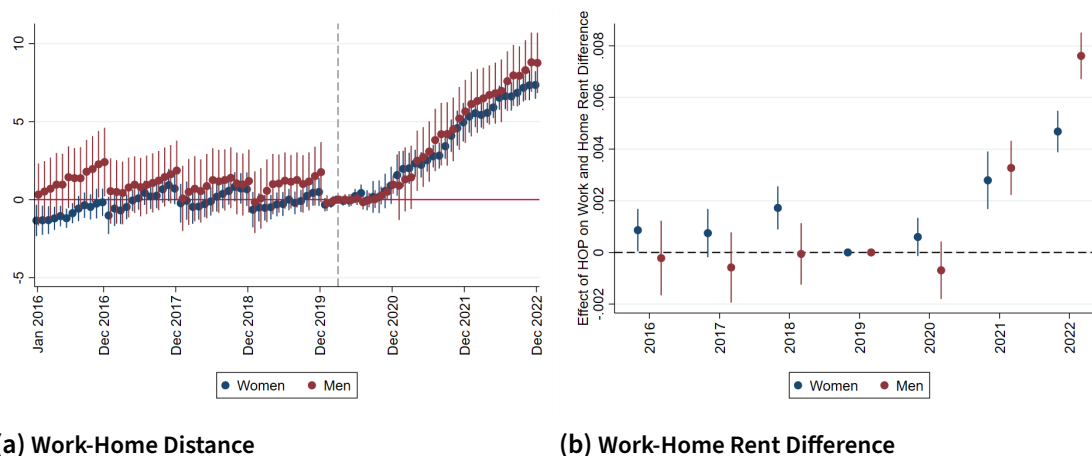 10
5
0
-5
Jan 2016
Dec 2016
Dec 2017
Dec 2018
Dec 2019
Dec 2020
Dec 2021
Dec 2022
Women Men
(a) Work-Home Distance
Effect of HOP on Work and Home Rent Difference
.008
.006
.004
.002
0
-.002
2016
2017
2018
2019
2020
2021
2022
Women Men
(b) Work-Home Rent Difference